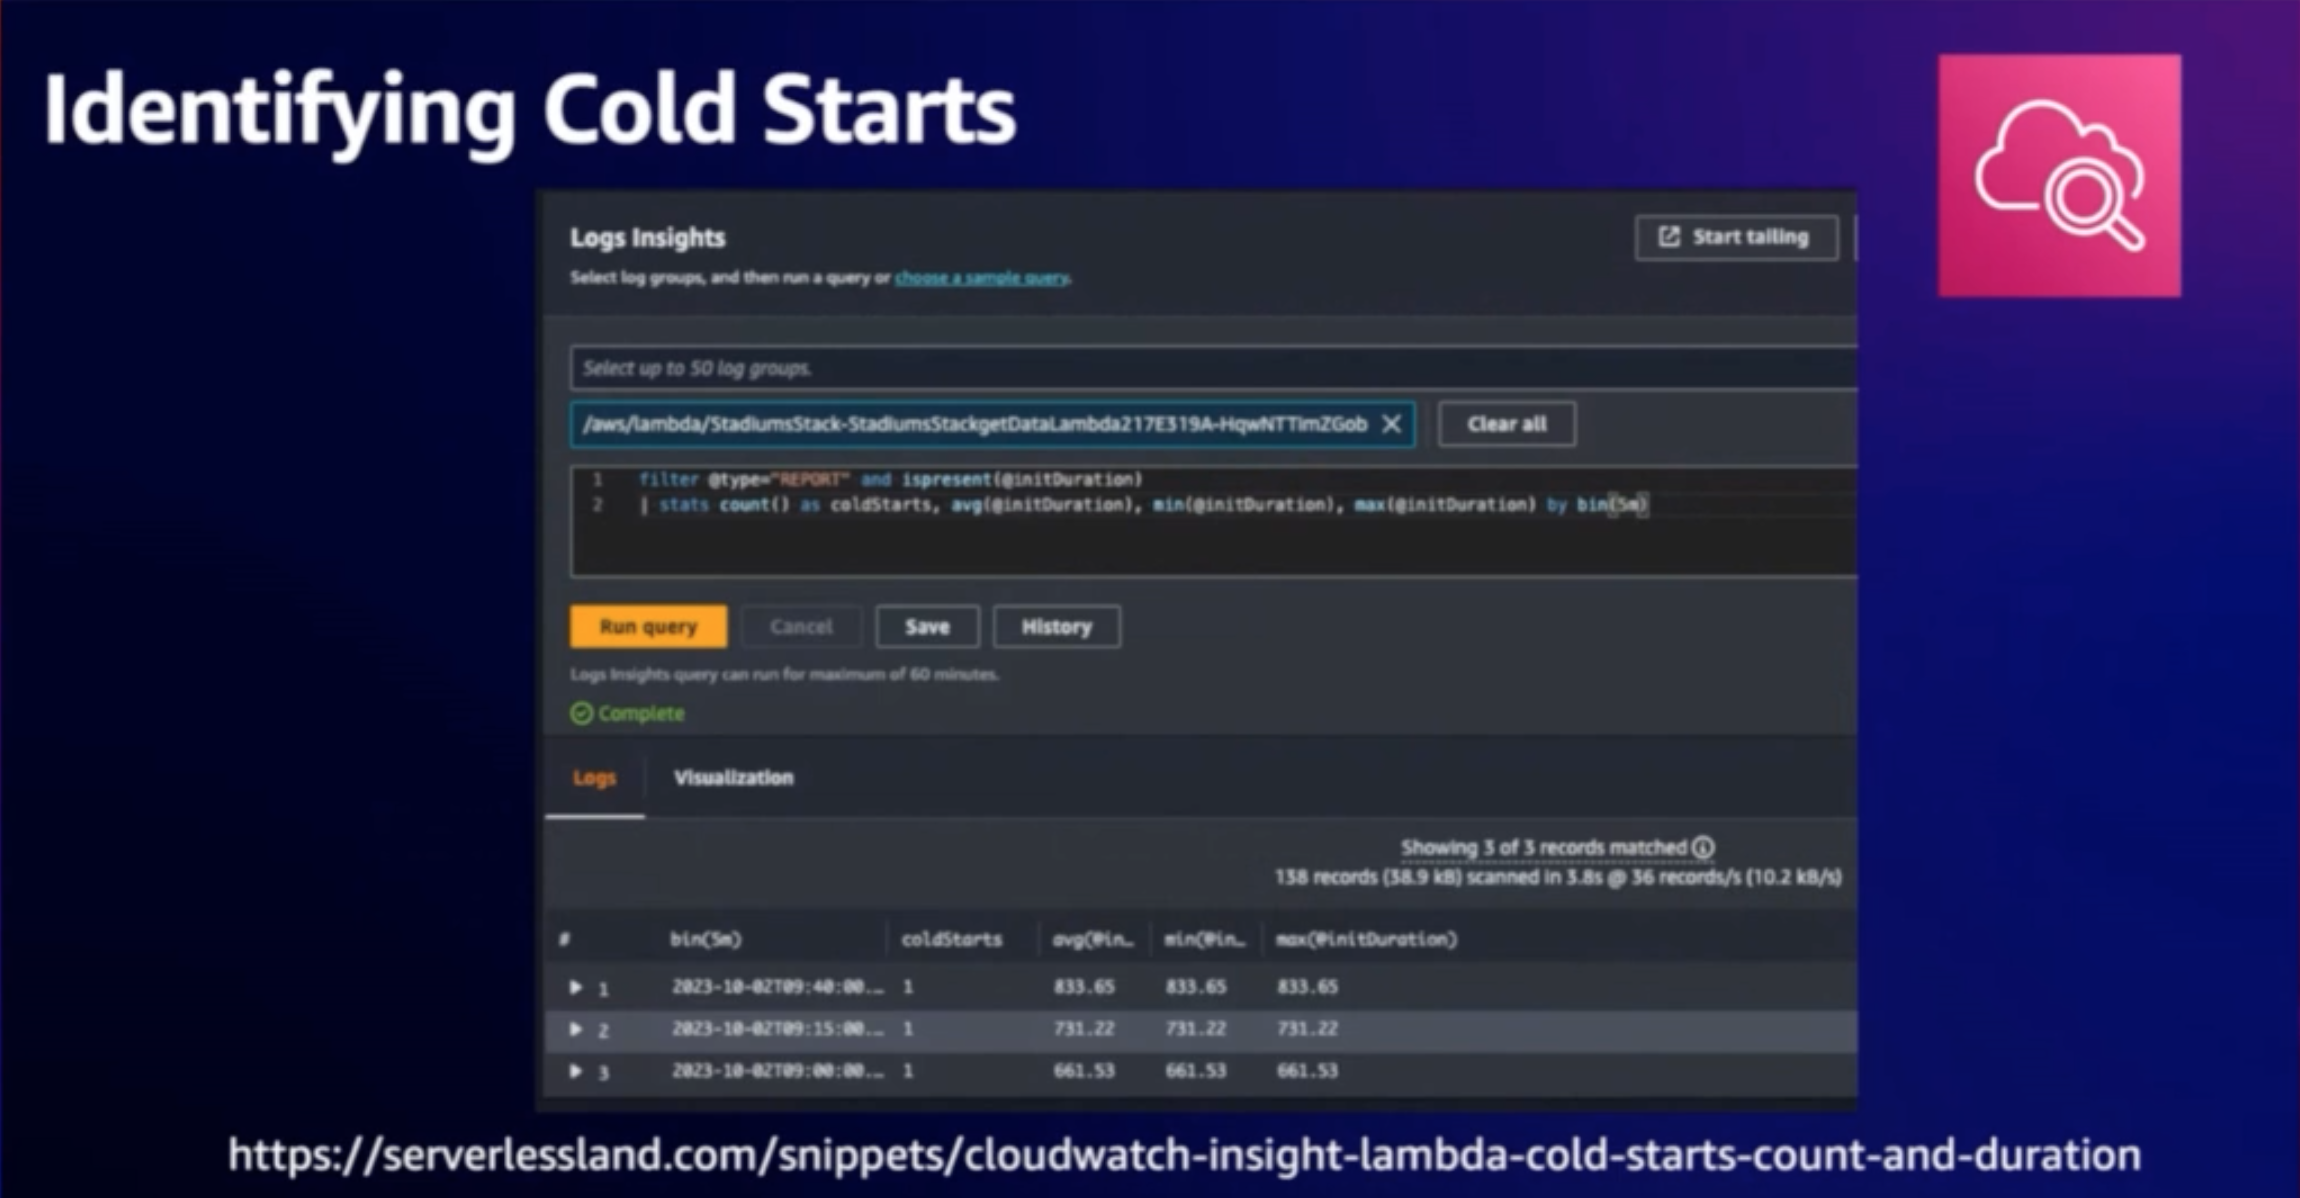 Identifying Cold Starts
Logs Insights
Start tailing
Select log groups, and then run a query or choose a sample query.
Select up to 50 log groups.
/aws/lambda/StadiumsStack-StadiumsStackgetDataLambda217E319A-HqwNTTimZGob
Clear all
1 filter @type="REPORT" and ispresent(@initDuration)
2 | stats count() as coldStarts, avg(@initDuration), min(@initDuration), max(@initDuration) by bin(5m)
Run query Cancel Save History
Logs Insights query can run for maximum of 60 minutes.
Complete
Logs Visualization
Showing 3 of 3 records matched
138 records (38.9 kB) scanned in 3.8s @ 36 records/s (10.2 kB/s)
# bin(5m) coldStarts avg(@in… min(@in… max(@initDuration)
1 2023-10-02T09:40:00.… 1 833.65 833.65 833.65
2 2023-10-02T09:15:00.… 1 731.22 731.22 731.22
3 2023-10-02T09:00:00.… 1 661.53 661.53 661.53
https://serverlessland.com/snippets/cloudwatch-insight-lambda-cold-starts-count-and-duration